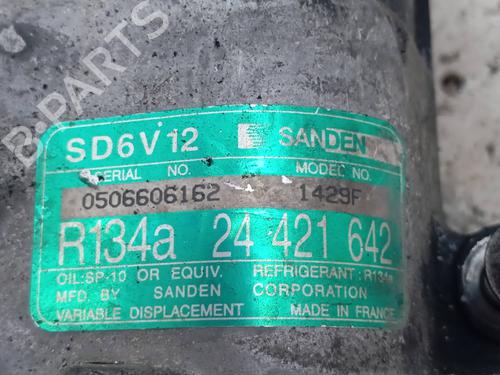 B-PARTS
SD6V12 SANDEN
SERIAL NO. MODEL NO.
0506606162 1429F
R134a 24 421 642
OIL:SP-10 OR EQUIV. REFRIGERANT:R134a
MFD. BY SANDEN CORPORATION
VARIABLE DISPLACEMENT MADE IN FRANCE